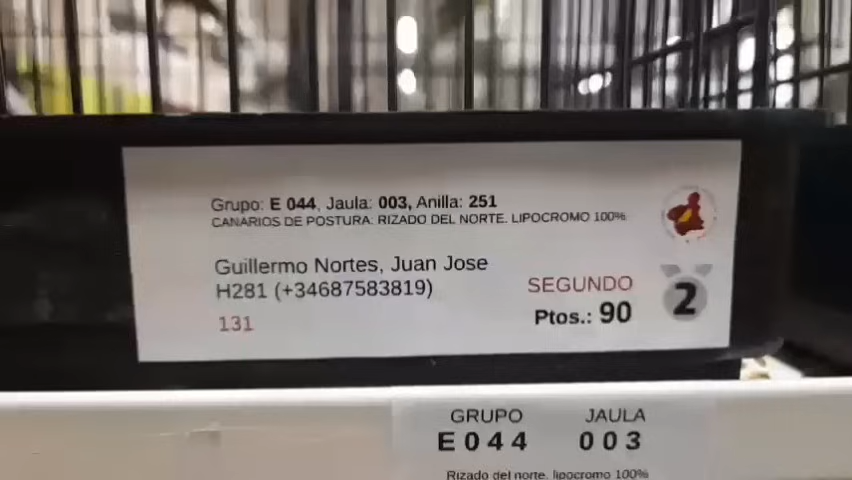 Grupo: E 044, Jaula: 003, Anilla: 251
CANARIOS DE POSTURA: RIZADO DEL NORTE. LIPOCROMO 100%
Guillermo Nortes, Juan Jose
H281 (+34687583819)
SEGUNDO
131
Ptos.: 90
2
GRUPO JAULA
E044 003
Rizado del norte, lipocromo 100%